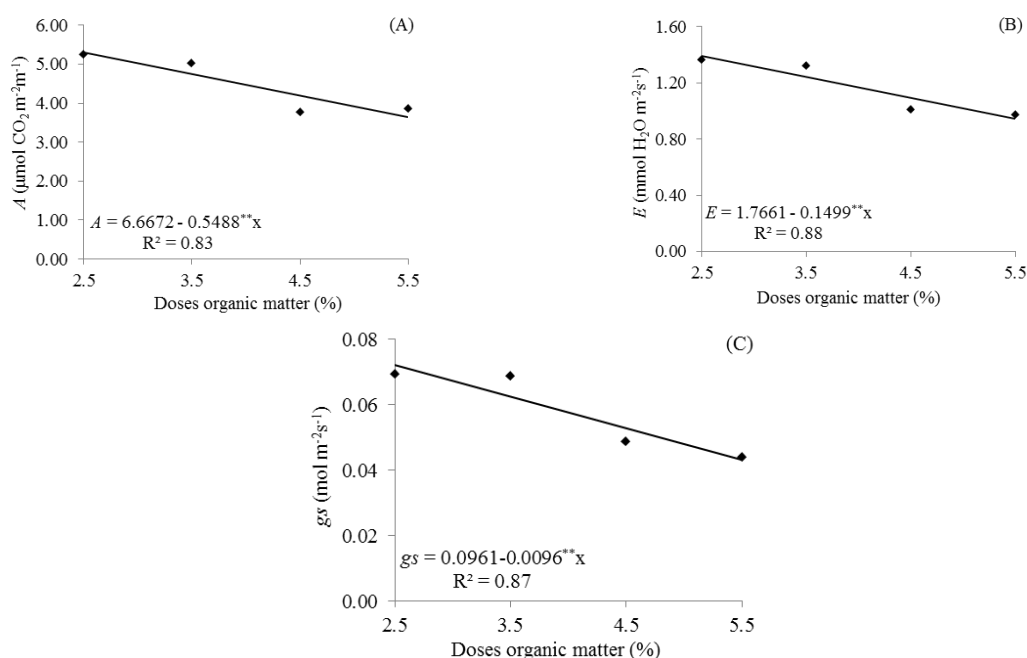 (A)
6.00
5.00
4.00
3.00
2.00
1.00
0.00
A (µmol CO₂ m⁻²m⁻¹)
A = 6.6672 - 0.5488**x
R² = 0.83
2.5 3.5 4.5 5.5
Doses organic matter (%)
(B)
1.60
1.20
0.80
0.40
0.00
E (mmol H₂O m⁻²s⁻¹)
E = 1.7661 - 0.1499**x
R² = 0.88
2.5 3.5 4.5 5.5
Doses organic matter (%)
(C)
0.08
0.06
0.04
0.02
0.00
gs (mol m⁻²s⁻¹)
gs = 0.0961-0.0096**x
R² = 0.87
2.5 3.5 4.5 5.5
Doses organic matter (%)